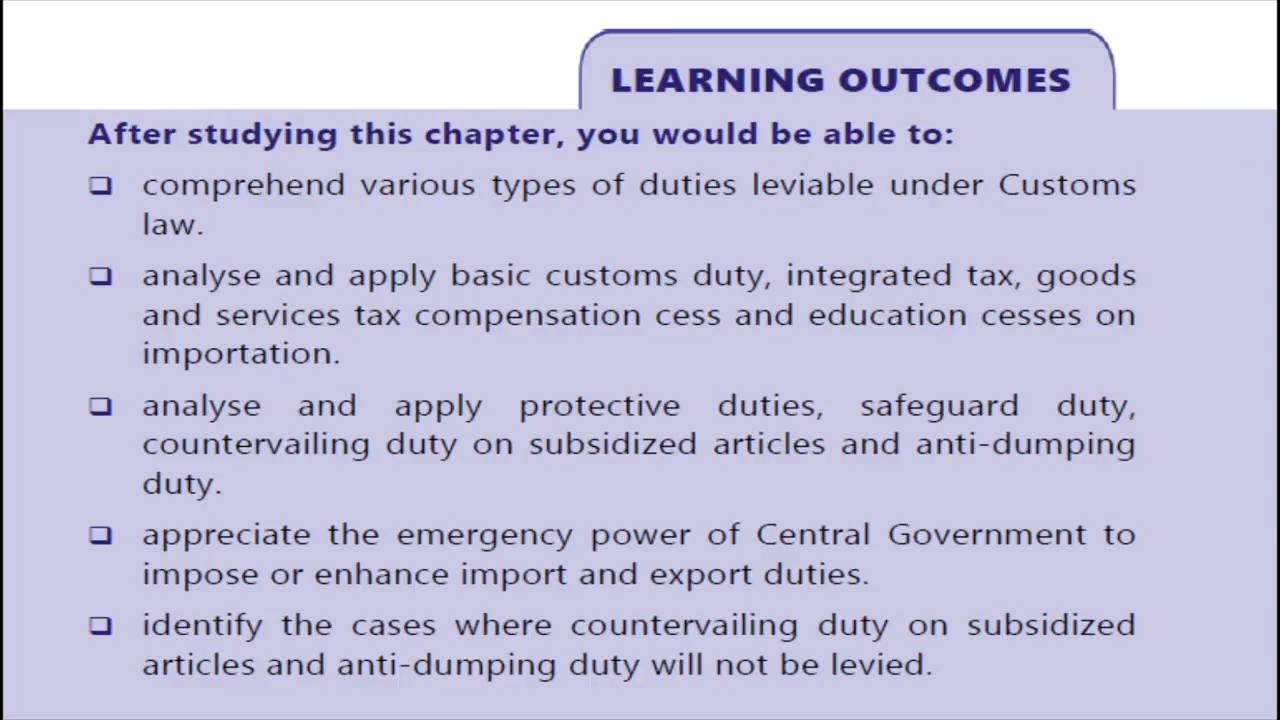 LEARNING OUTCOMES
After studying this chapter, you would be able to:
❑ comprehend various types of duties leviable under Customs
law.
❑ analyse and apply basic customs duty, integrated tax, goods
and services tax compensation cess and education cesses on
importation.
❑ analyse and apply protective duties, safeguard duty,
countervailing duty on subsidized articles and anti-dumping
duty.
❑ appreciate the emergency power of Central Government to
impose or enhance import and export duties.
❑ identify the cases where countervailing duty on subsidized
articles and anti-dumping duty will not be levied.